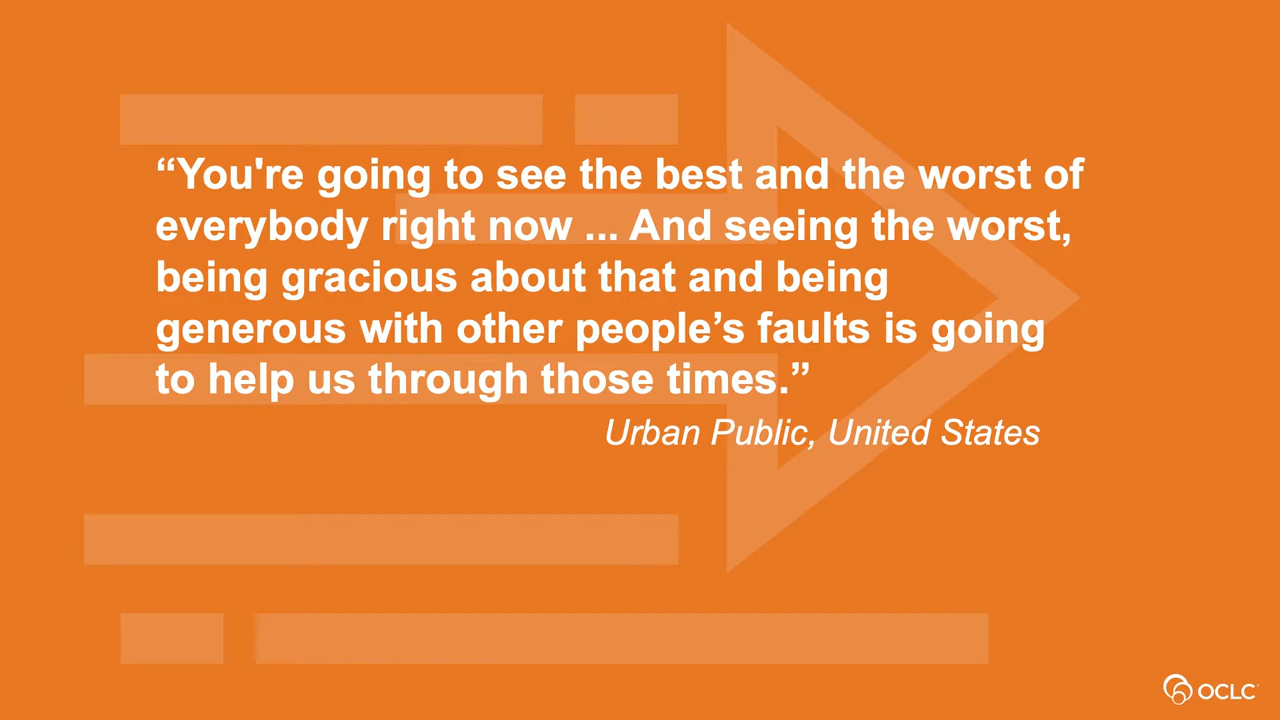 “You're going to see the best and the worst of
everybody right now ... And seeing the worst,
being gracious about that and being
generous with other people’s faults is going
to help us through those times.”
Urban Public, United States
OCLC